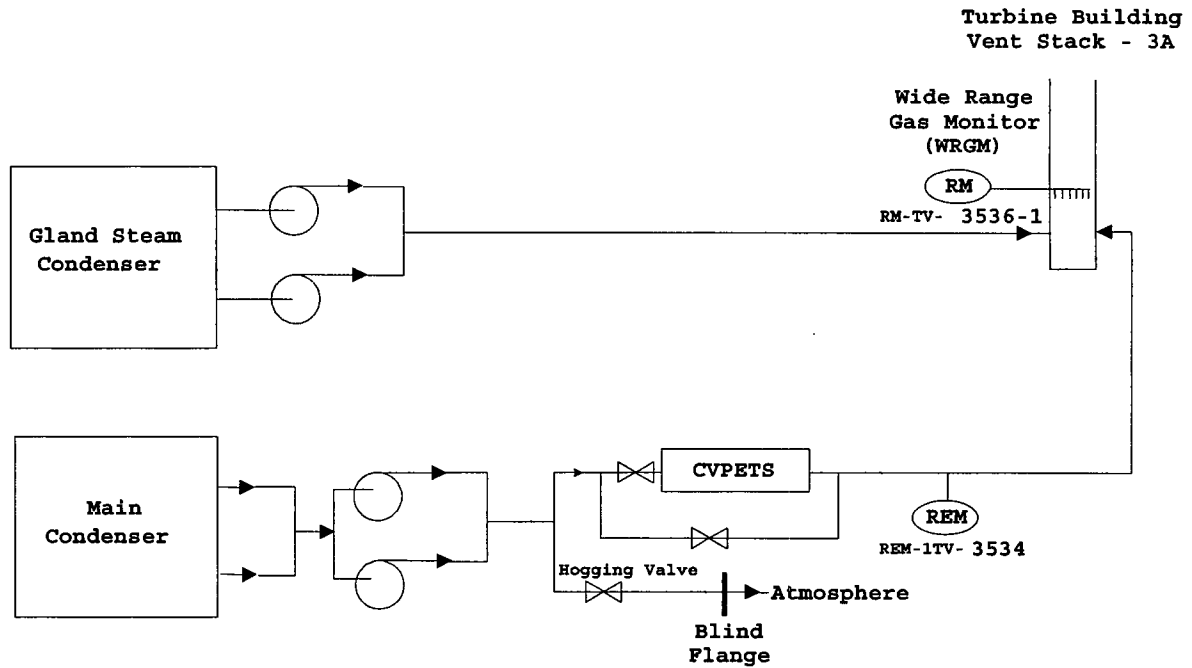 Turbine Building
Vent Stack - 3A
Wide Range
Gas Monitor
(WRGM)
RM
RM-TV- 3536-1
Gland Steam
Condenser
Main
Condenser
CVPETS
REM
REM-1TV- 3534
Hogging Valve
Atmosphere
Blind
Flange